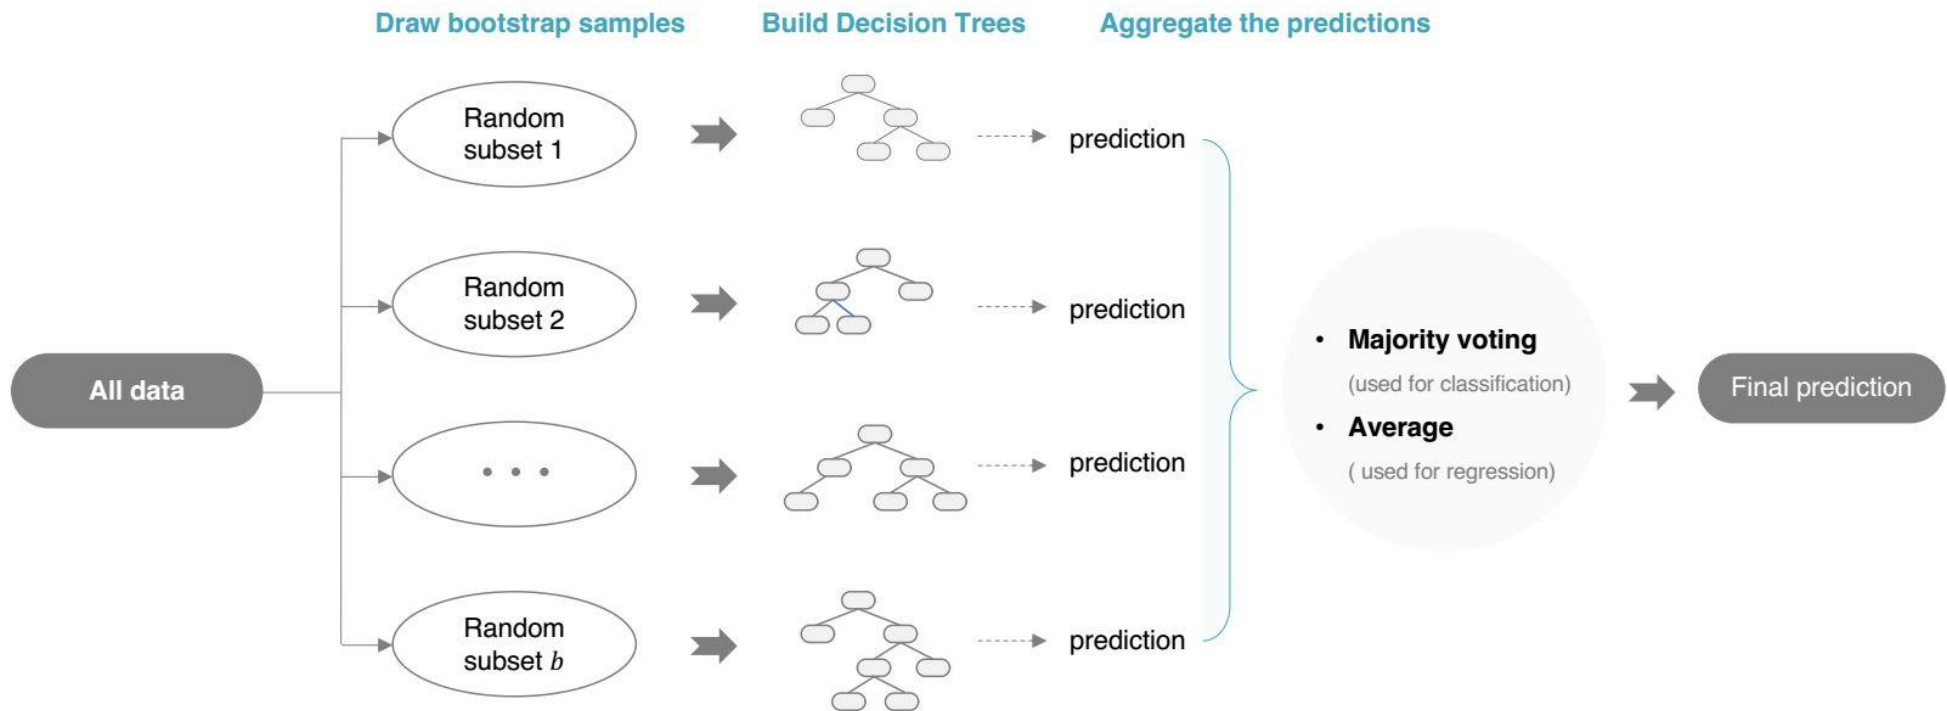 Draw bootstrap samples
Build Decision Trees
Aggregate the predictions
All data
Random
subset 1
prediction
Random
subset 2
prediction
• • •
prediction
Random
subset b
prediction
• Majority voting
(used for classification)
• Average
( used for regression)
Final prediction